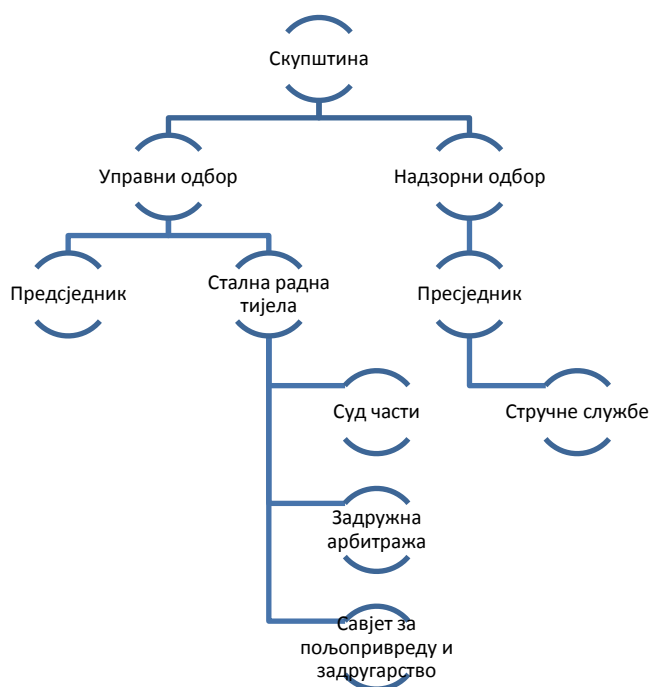 Скупштина
Управни одбор
Надзорни одбор
Предсједник
Стална радна
тијела
Пресједник
Суд части
Стручне службе
Задружна
арбитража
Савјет за
пољопривреду и
задругарство